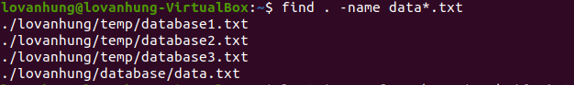 lovanhung@lovanhung-VirtualBox:~$ find . -name data*.txt
./lovanhung/temp/database1.txt
./lovanhung/temp/database2.txt
./lovanhung/temp/database3.txt
./lovanhung/database/data.txt